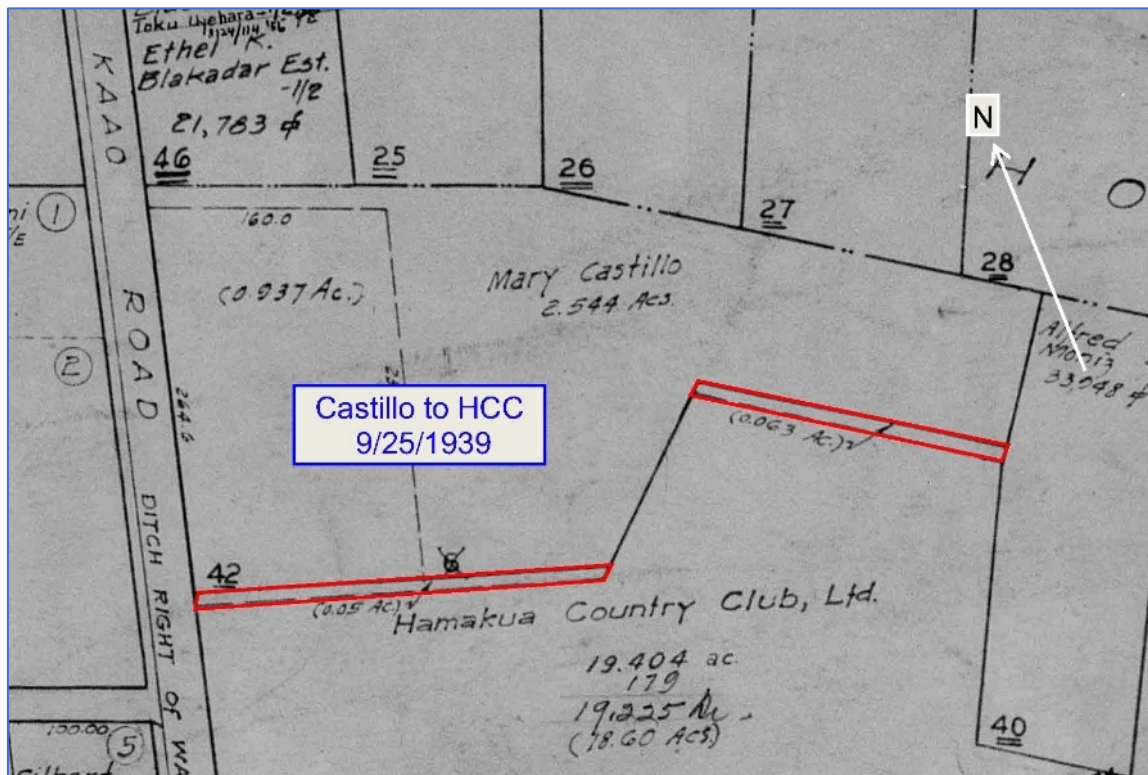 Toku Uyehara
Ethel K.
Blakadar Est.
-1/2
21,783 ⌀
46
25
26
27
28
N
H
O
1
2
KAAO ROAD
DITCH RIGHT OF WA
160.0
(0.937 Ac.)
264.6
Mary Castillo
2.544 Acs.
Alfred
Moniz
33,048 ⌀
Castillo to HCC
9/25/1939
(0.063 Ac.)
42
(0.05 Ac.)
Hamakua Country Club, Ltd.
19.404 ac.
179
19,225 Ac.
(18.60 Acs)
40
100.00
5